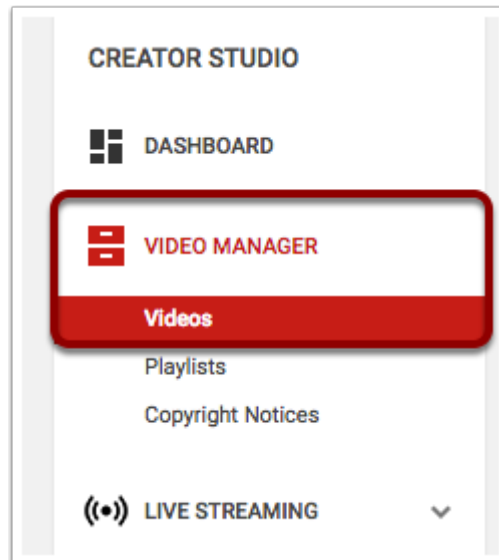 CREATOR STUDIO
DASHBOARD
VIDEO MANAGER
Videos
Playlists
Copyright Notices
LIVE STREAMING